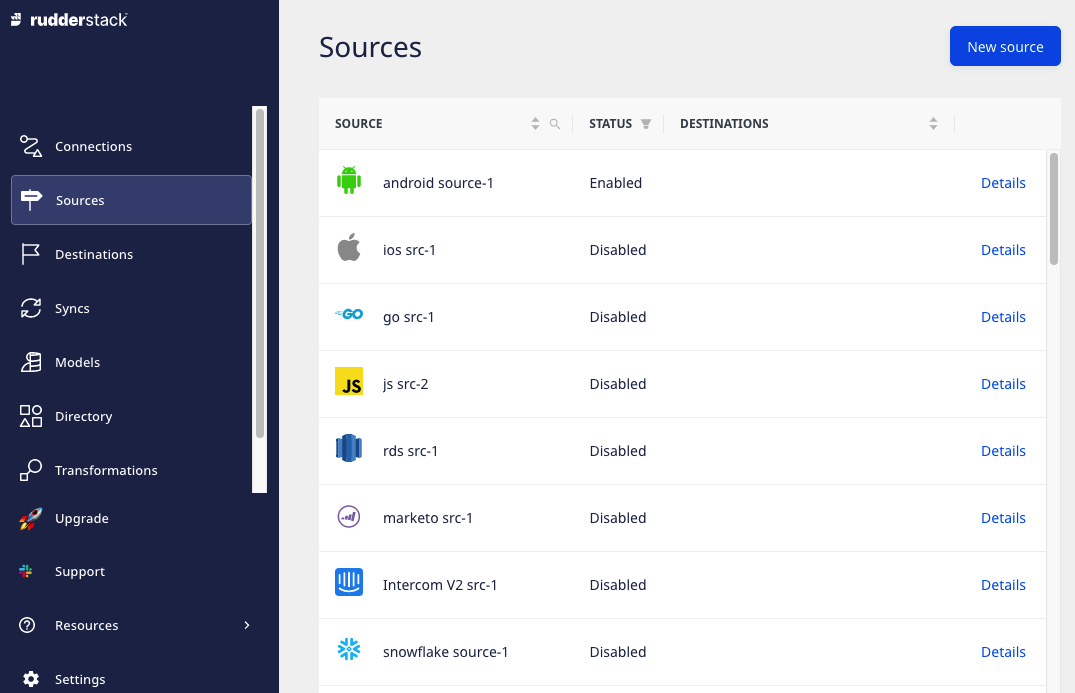 rudderstack
Connections
Sources
Destinations
Syncs
Models
Directory
Transformations
Upgrade
Support
Resources
Settings
Sources
New source
SOURCE STATUS DESTINATIONS
android source-1 Enabled Details
ios src-1 Disabled Details
GO go src-1 Disabled Details
JS js src-2 Disabled Details
rds src-1 Disabled Details
marketo src-1 Disabled Details
Intercom V2 src-1 Disabled Details
snowflake source-1 Disabled Details